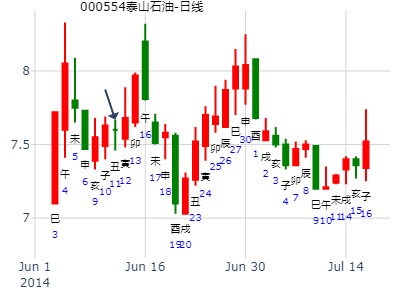 000554泰山石油-日线
8
7.5
7
巳
3
午
4
未
5
申
6
亥
9
子
10
丑
11
寅
12
卯
13
午
16
未
17
申
18
酉
19
戌
20
丑
23
寅
24
卯
25
辰
26
巳
27
申
30
酉
1
戌
2
亥
3
子
4
卯
7
辰
8
巳
9
午
10
未
11
戌
14
亥
15
子
16
Jun 1
2014
Jun 16
Jun 30
Jul 14